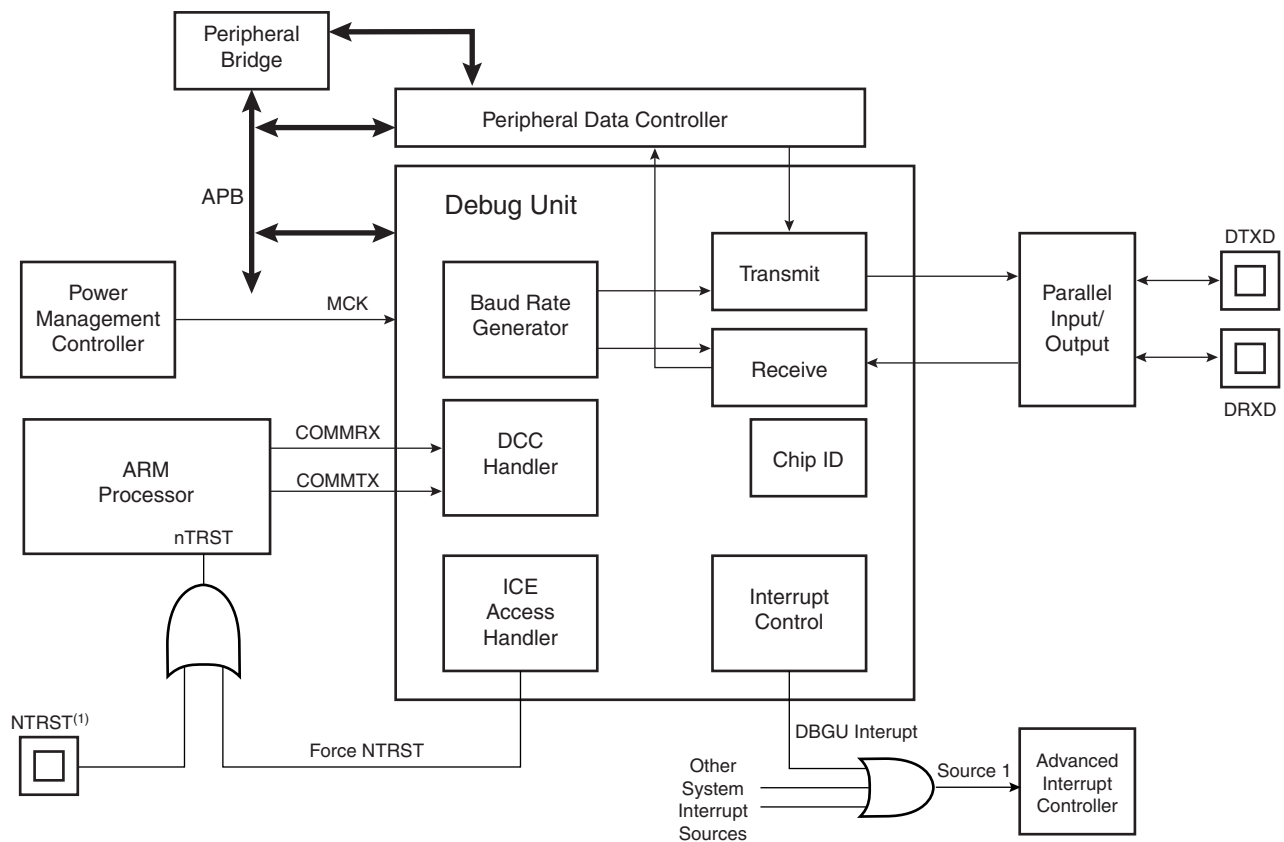 Peripheral
Bridge
Peripheral Data Controller
APB
Debug Unit
DTXD
Power
Management
Controller
MCK
Baud Rate
Generator
Transmit
Parallel
Input/
Output
Receive
DRXD
ARM
Processor
nTRST
COMMRX
COMMTX
DCC
Handler
Chip ID
ICE
Access
Handler
Interrupt
Control
NTRST(1)
Force NTRST
DBGU Interupt
Other
System
Interrupt
Sources
Source 1
Advanced
Interrupt
Controller